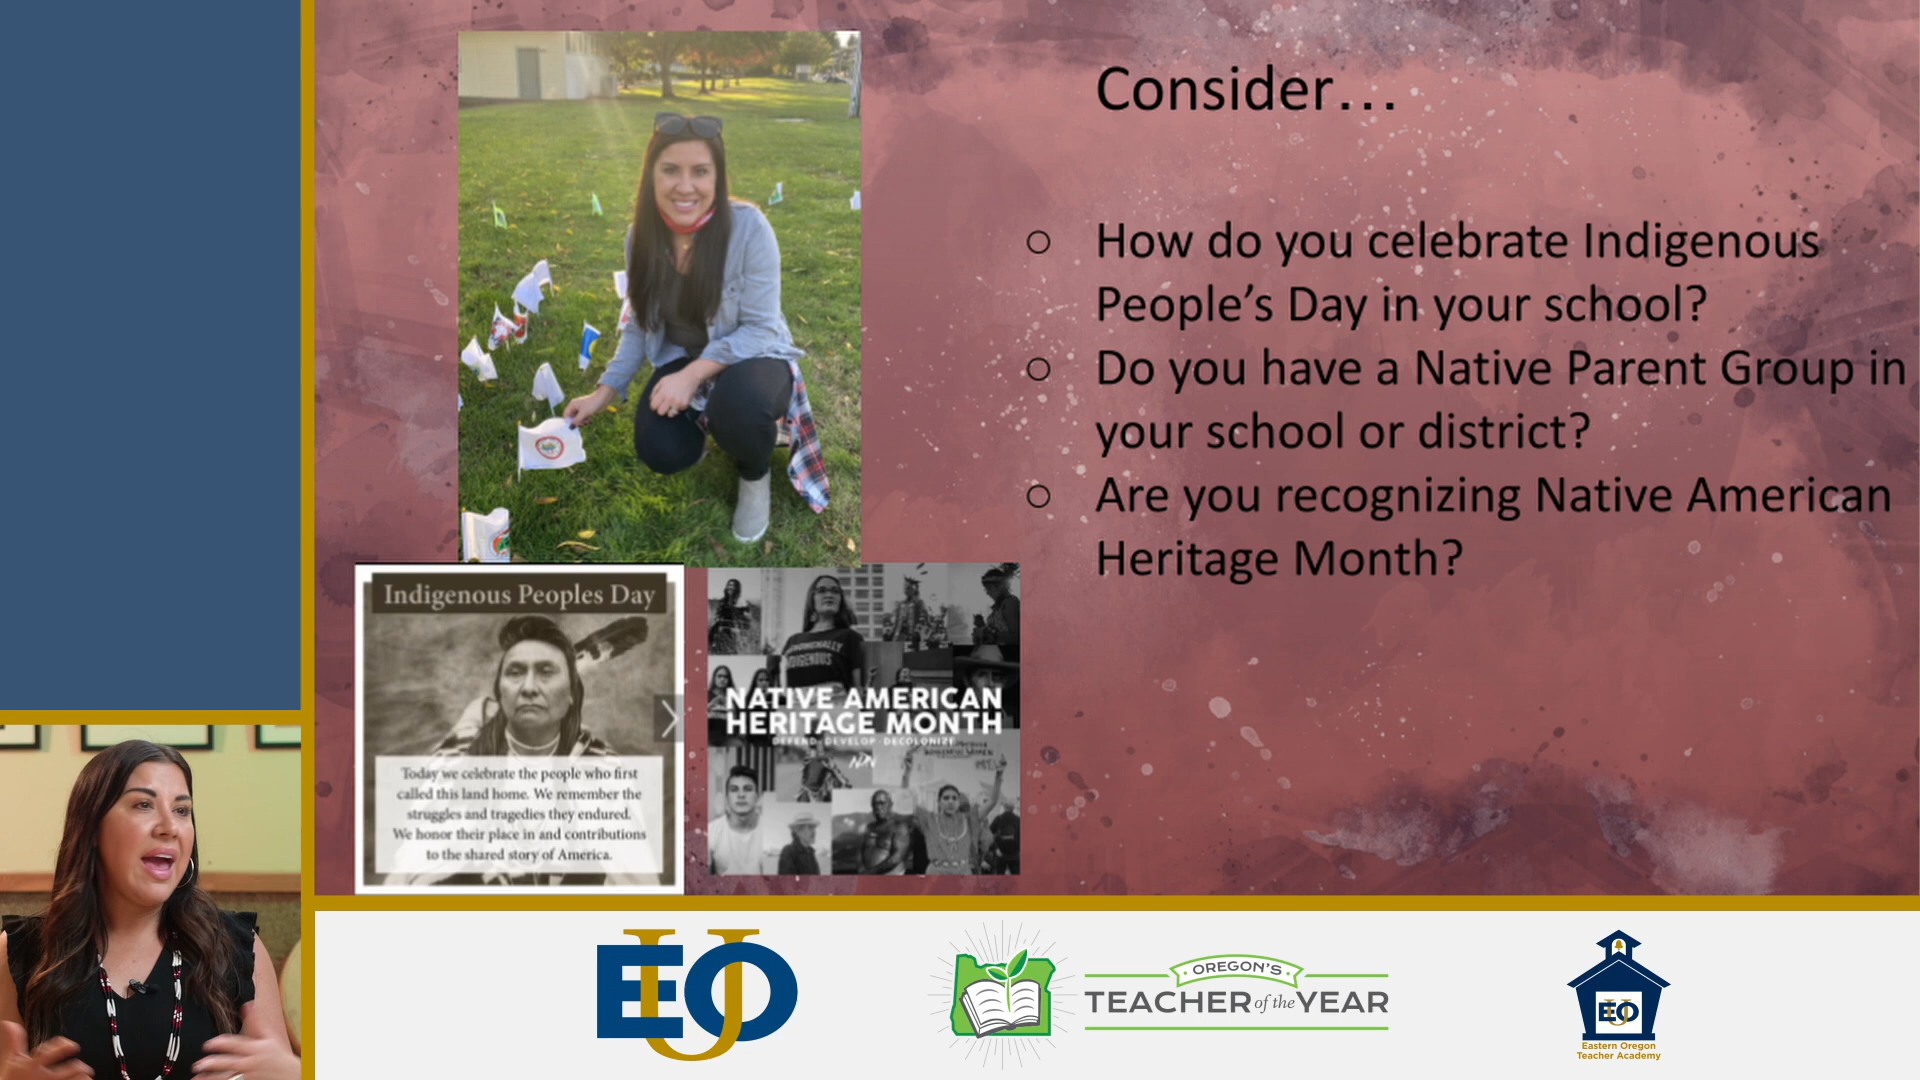 Consider...
○ How do you celebrate Indigenous
People's Day in your school?
○ Do you have a Native Parent Group in
your school or district?
○ Are you recognizing Native American
Heritage Month?
Indigenous Peoples Day
Today we celebrate the people who first
called this land home. We remember the
struggles and tragedies they endured.
We honor their place in and contributions
to the shared story of America.
INDIGENOUS
NATIVE AMERICAN
HERITAGE MONTH
DEFEND · DEVELOP · DECOLONIZE
NDN
EOU
OREGON'S
TEACHER of the YEAR
EOU
Eastern Oregon
Teacher Academy